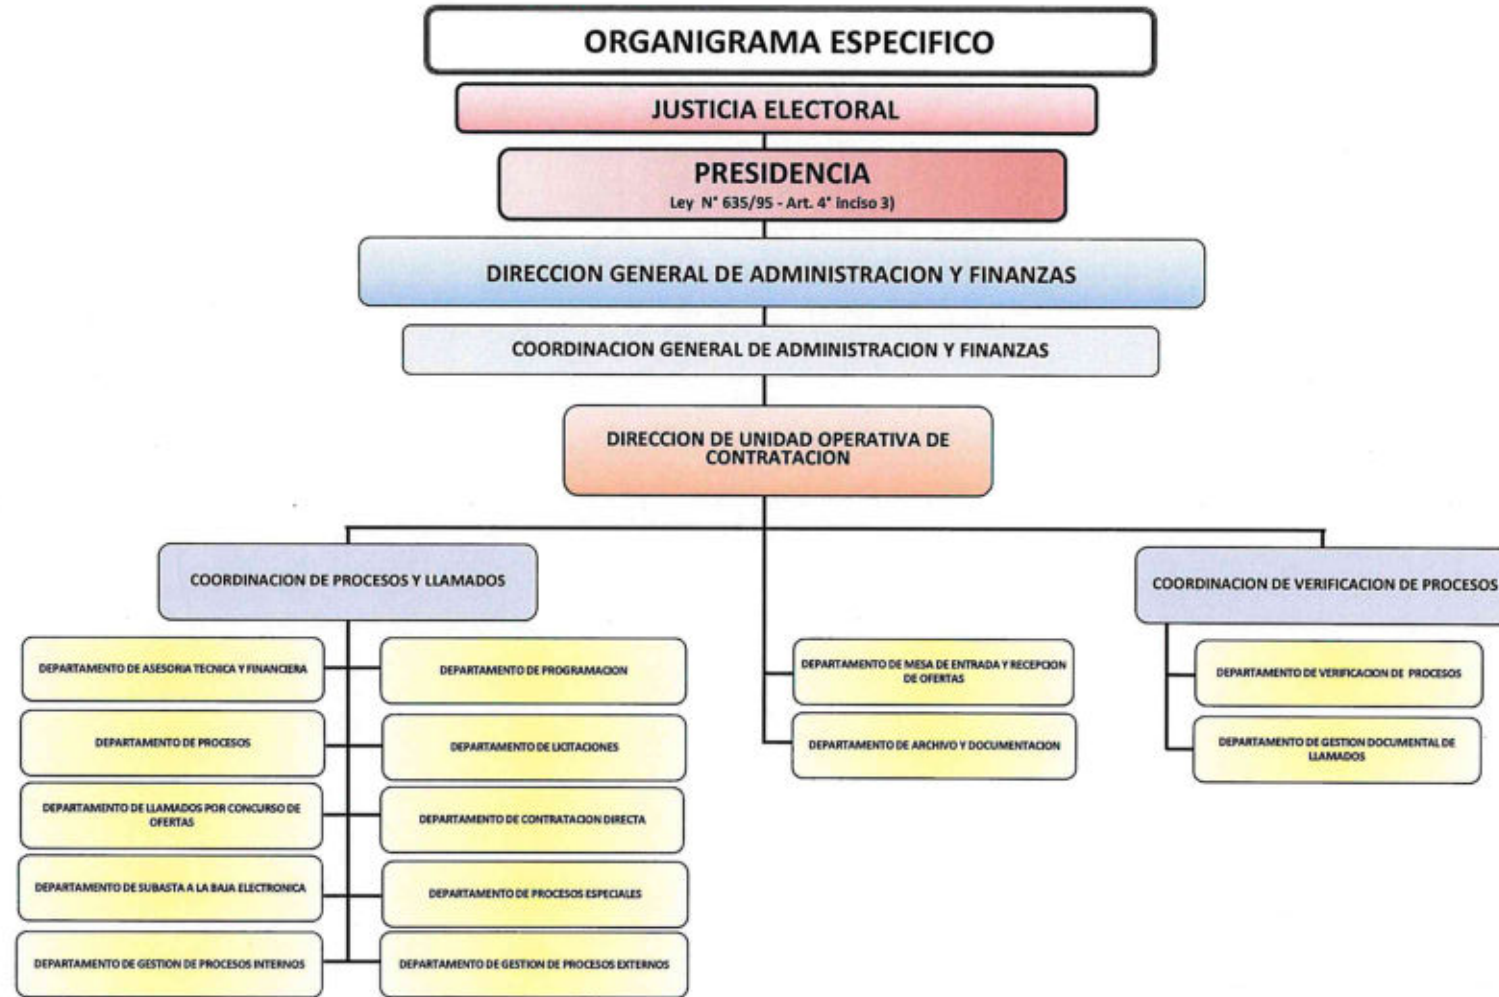 ORGANIGRAMA ESPECIFICO
JUSTICIA ELECTORAL
PRESIDENCIA
Ley N° 635/95 - Art. 4° inciso 3)
DIRECCION GENERAL DE ADMINISTRACION Y FINANZAS
COORDINACION GENERAL DE ADMINISTRACION Y FINANZAS
DIRECCION DE UNIDAD OPERATIVA DE
CONTRATACION
COORDINACION DE PROCESOS Y LLAMADOS
DEPARTAMENTO DE ASESORIA TECNICA Y FINANCIERA
DEPARTAMENTO DE PROGRAMACION
DEPARTAMENTO DE PROCESOS
DEPARTAMENTO DE LICITACIONES
DEPARTAMENTO DE LLAMADOS POR CONCURSO DE
OFERTAS
DEPARTAMENTO DE CONTRATACION DIRECTA
DEPARTAMENTO DE SUBASTA A LA BAJA ELECTRONICA
DEPARTAMENTO DE PROCESOS ESPECIALES
DEPARTAMENTO DE GESTION DE PROCESOS INTERNOS
DEPARTAMENTO DE GESTION DE PROCESOS EXTERNOS
DEPARTAMENTO DE MESA DE ENTRADA Y RECEPCION
DE OFERTAS
DEPARTAMENTO DE ARCHIVO Y DOCUMENTACION
COORDINACION DE VERIFICACION DE PROCESOS
DEPARTAMENTO DE VERIFICACION DE PROCESOS
DEPARTAMENTO DE GESTION DOCUMENTAL DE
LLAMADOS